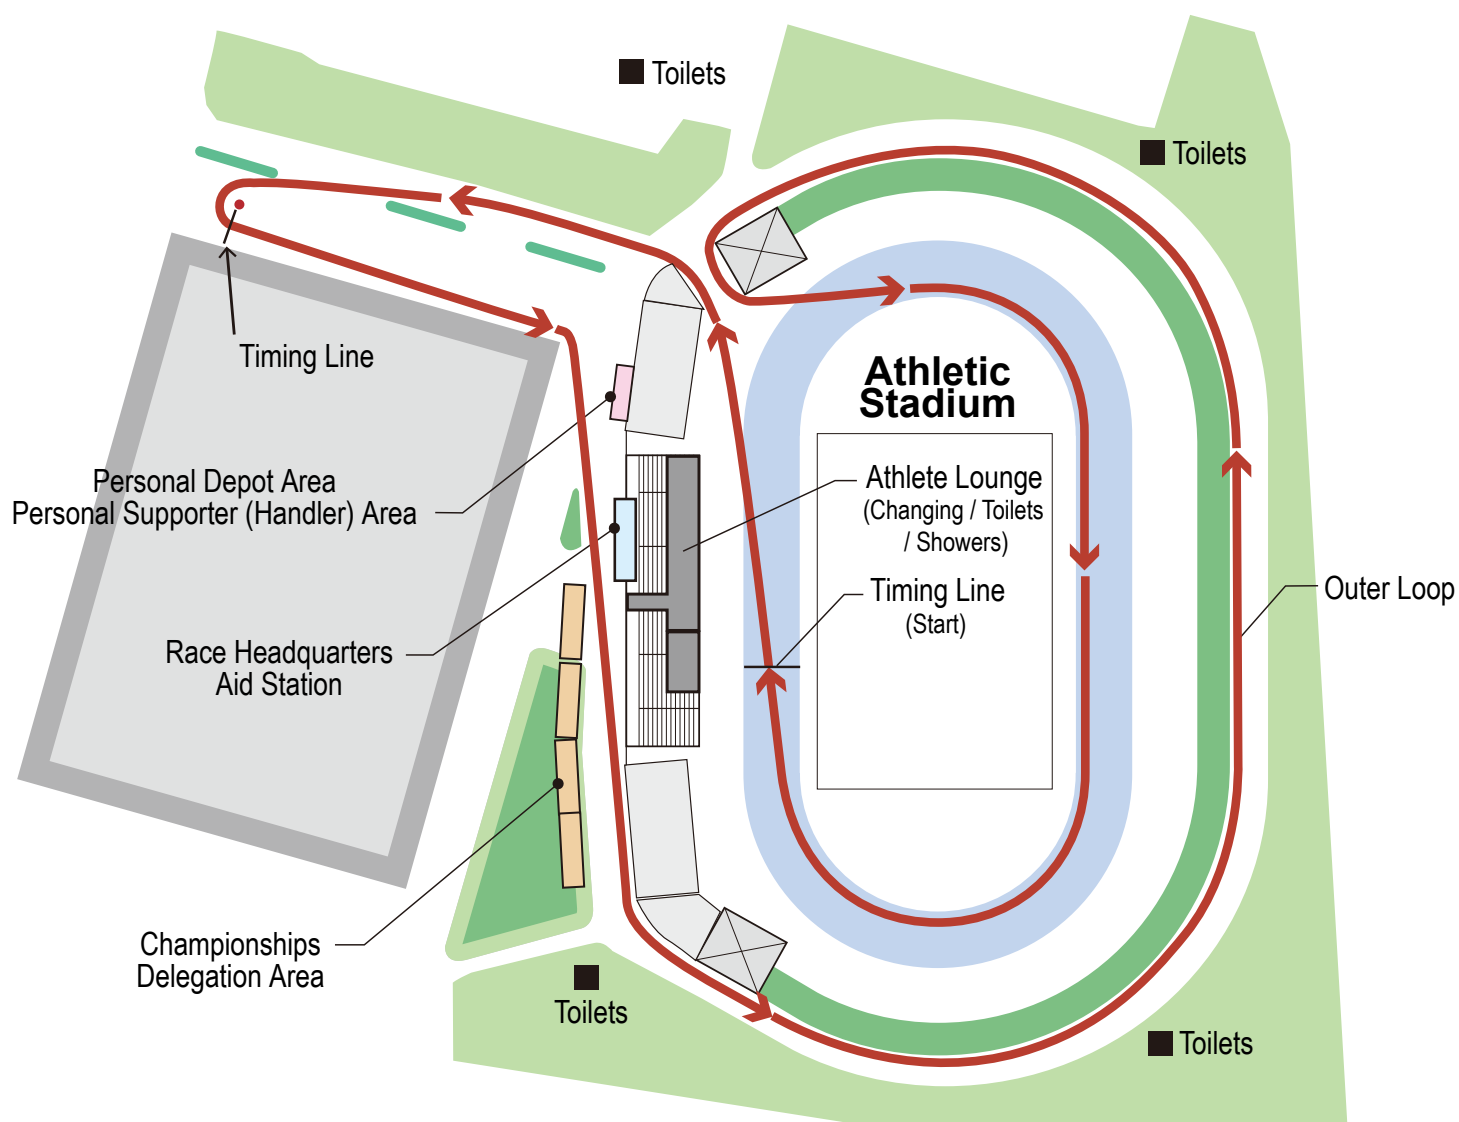 Toilets
Toilets
Timing Line
Athletic
Stadium
Personal Depot Area
Personal Supporter (Handler) Area
Athlete Lounge
(Changing / Toilets
/ Showers)
Timing Line
(Start)
Outer Loop
Race Headquarters
Aid Station
Championships
Delegation Area
Toilets
Toilets